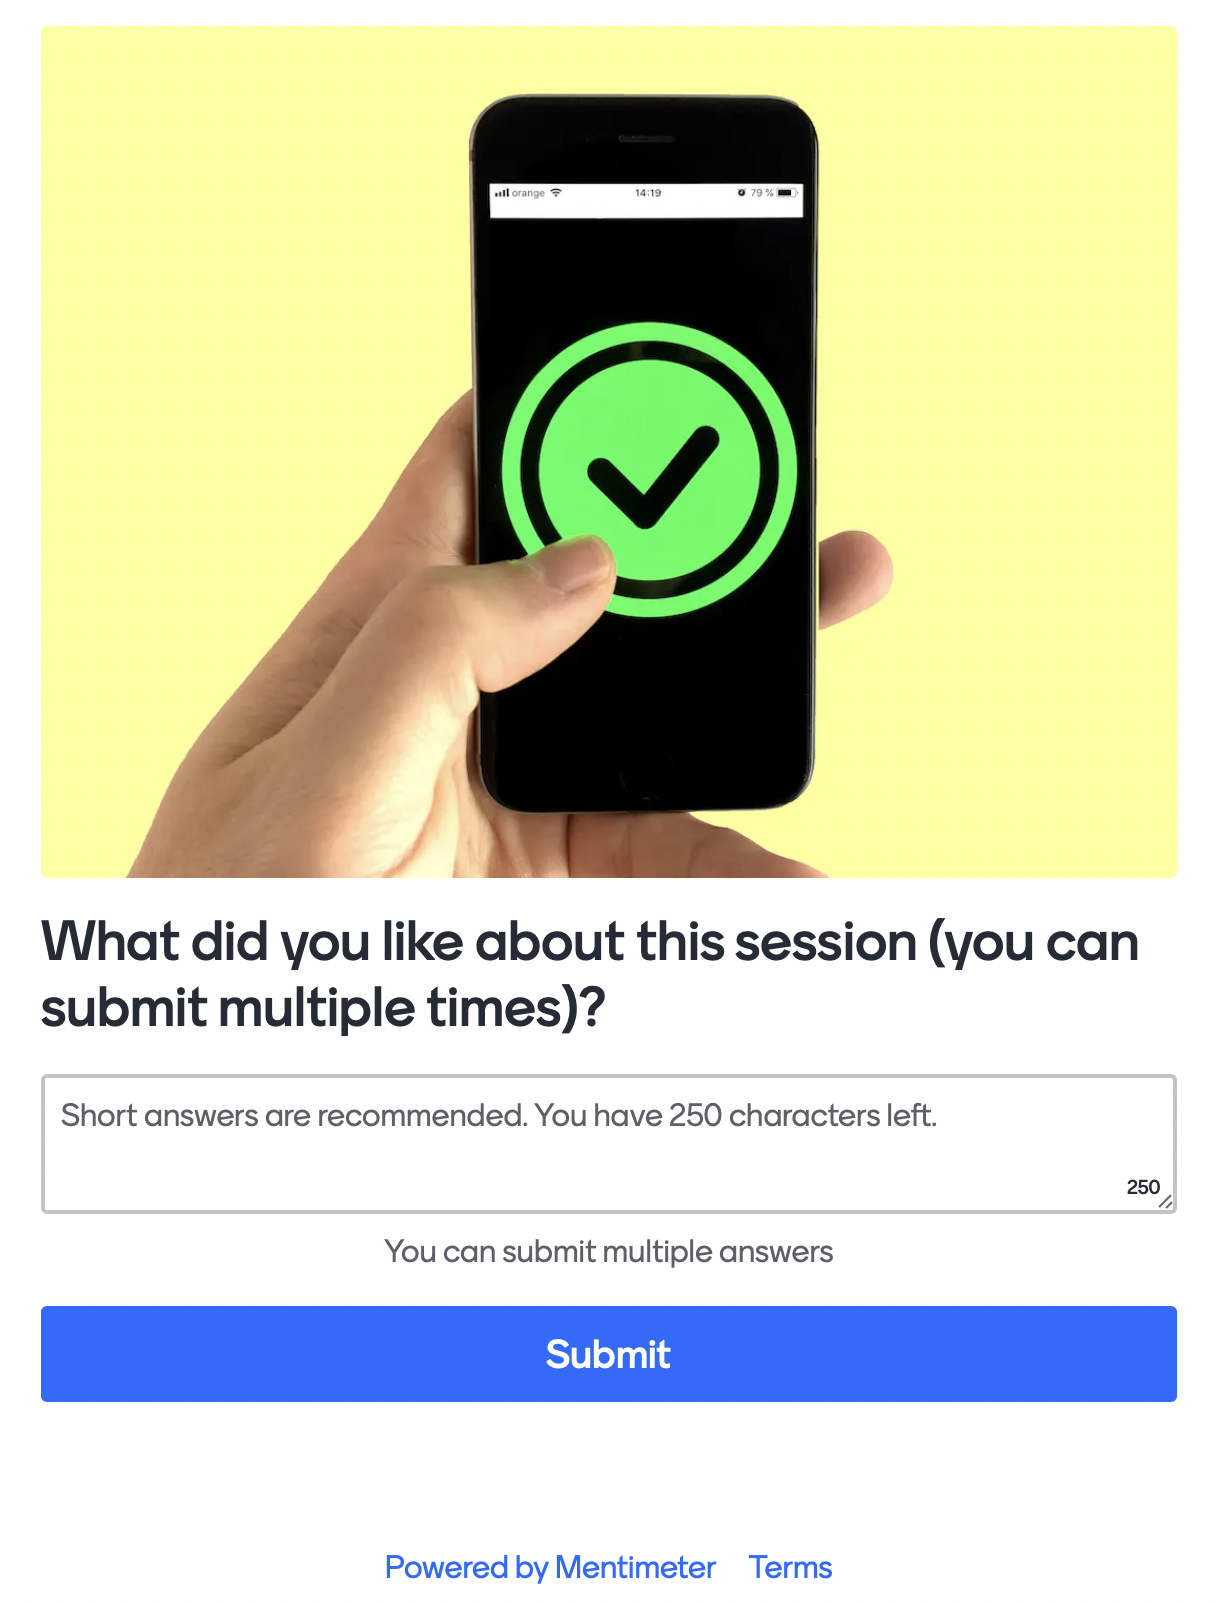 orange 14:19 79 %
What did you like about this session (you can
submit multiple times)?
Short answers are recommended. You have 250 characters left.
250
You can submit multiple answers
Submit
Powered by Mentimeter Terms